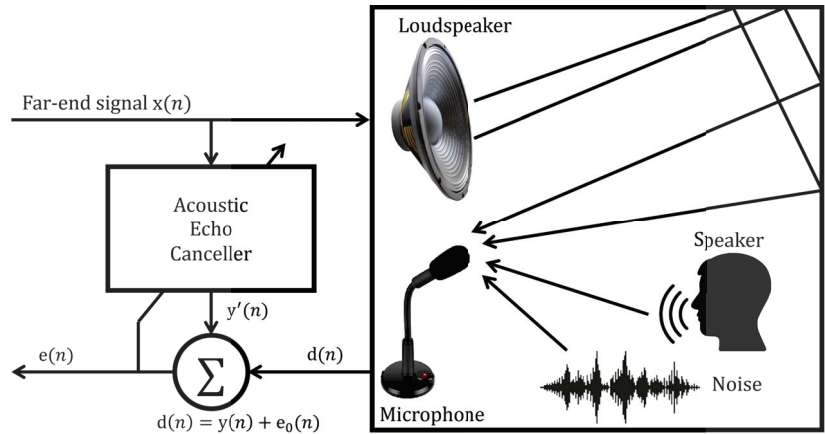 Loudspeaker
Far-end signal x(n)
Acoustic
Echo
Canceller
Speaker
y′(n)
e(n)
d(n)
Σ
Noise
Microphone
d(n) = y(n) + e₀(n)